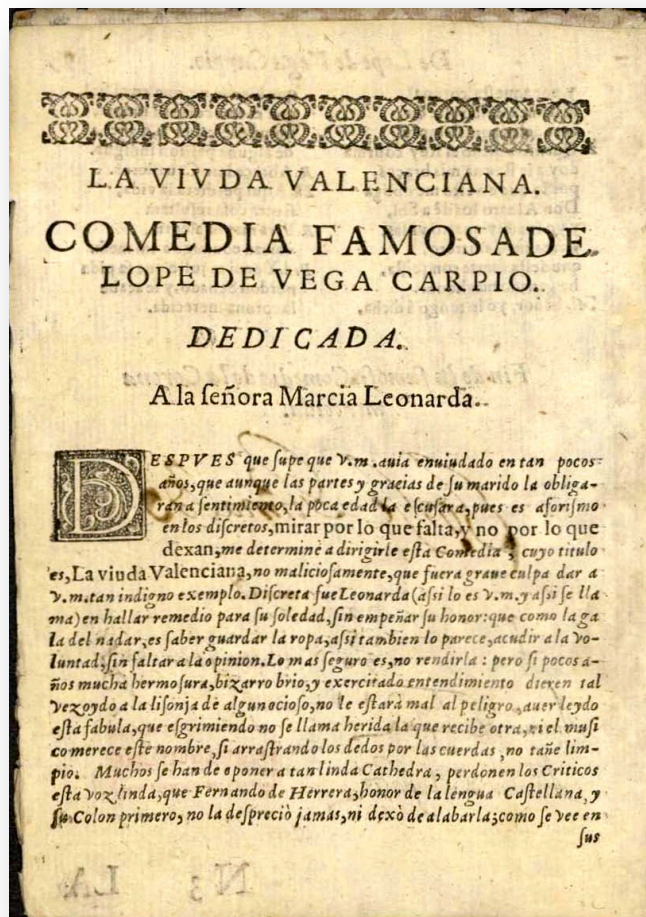 LA VIVDA VALENCIANA.
COMEDIA FAMOSADE
LOPE DE VEGA CARPIO.
DEDICADA.
A la ſeñora Marcia Leonarda.
DESPVES que ſupe que v.m.auia enuiudado en tan pocos
años, que aunque las partes y gracias de ſu marido la obliga-
ran a ſentimiento, la poca edad la eſcuſara, pues es aforiſmo
en los diſcretos, mirar por lo que falta, y no por lo que
dexan, me determinè a dirigirle eſta Comedia, cuyo titulo
es, La viuda Valenciana, no malicioſamente, que fuera graue culpa dar a
v.m.tan indigno exemplo. Diſcreta fue Leonarda (aſsi lo es v.m.y aſsi ſe lla
ma) en hallar remedio para ſu ſoledad, ſin empeñar ſu honor: que como la ga
la del nadar, es ſaber guardar la ropa, aſsi tambien lo parece, acudir a la vo-
luntad, ſin faltar a la opinion. Lo mas ſeguro es, no rendirla : pero ſi pocos a-
ños mucha hermoſura, bizarro brio, y exercitado entendimiento dieren tal
vez oydo a la liſonja de algun ocioſo, no le eſtarà mal al peligro, auer leydo
eſta fabula, que eſgrimiendo no ſe llama herida la que recibe otra, ni el muſi
co merece eſte nombre, ſi arraſtrando los dedos por las cuerdas, no tañe lim-
pio. Muchos ſe han de oponer a tan linda Cathedra, perdonen los Criticos
eſta voz linda, que Fernando de Herrera, honor de la lengua Caſtellana, y
ſu Colon primero, no la deſpreciò jamas, ni dexò de alabarla; como ſe vee en
ſus